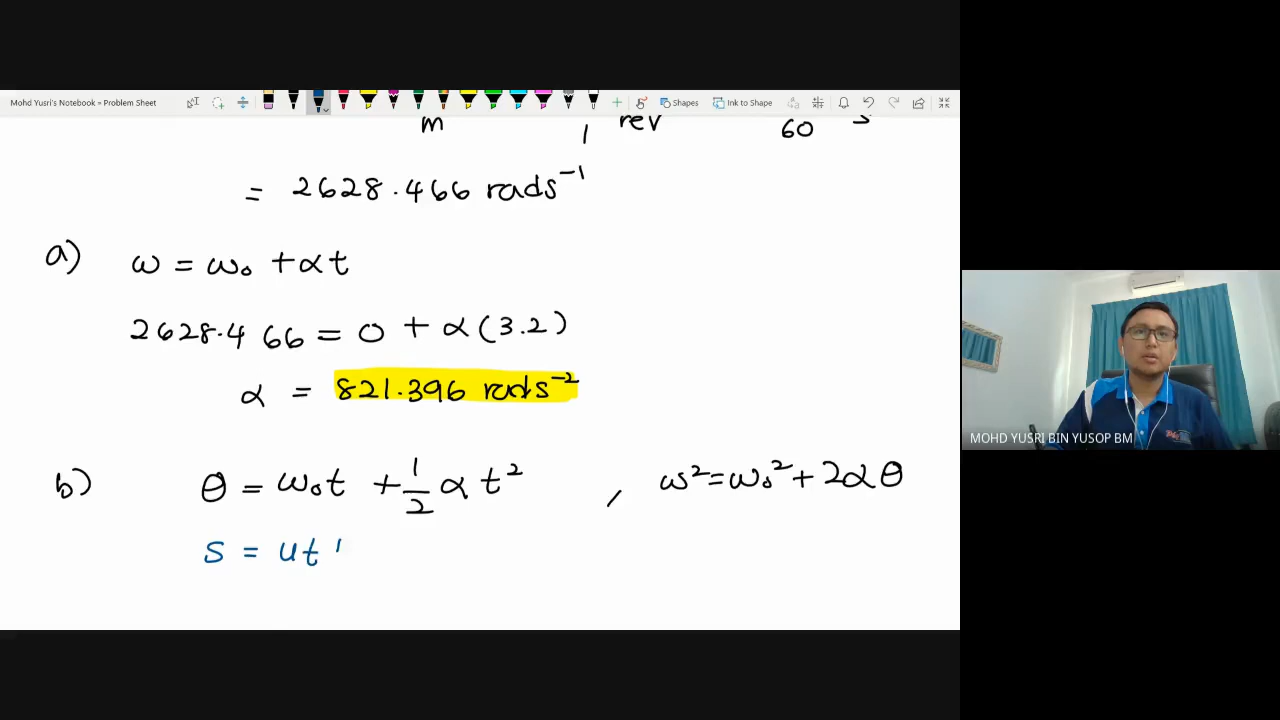 Mohd Yusri's Notebook » Problem Sheet
Shapes
Ink to Shape
m 1 rev 60 s
= 2628.466 rads⁻¹
a) ω = ω₀ + αt
2628.466 = 0 + α(3.2)
α = 821.396 rads⁻²
b) θ = ω₀t + 1/2 αt² , ω² = ω₀² + 2αθ
s = ut
MOHD YUSRI BIN YUSOP BM